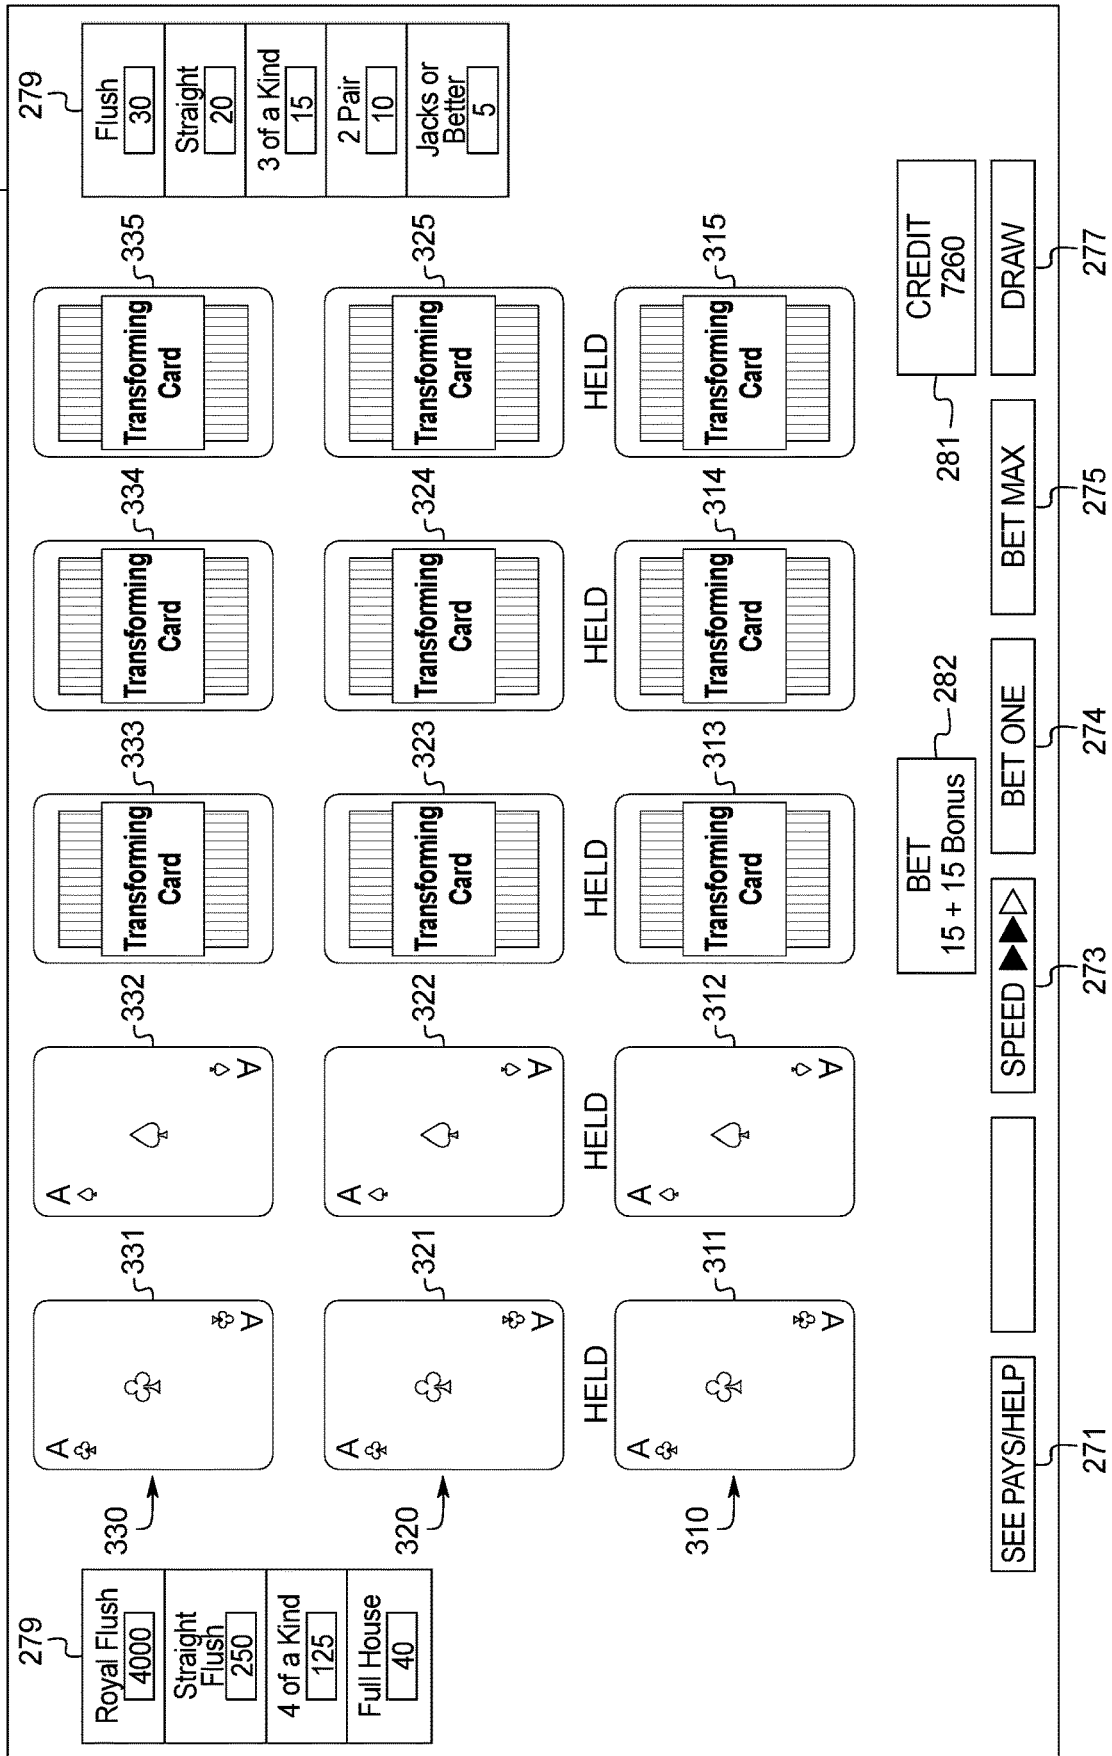 279
Royal Flush
4000
Straight
Flush
250
4 of a Kind
125
Full House
40
279
Flush
30
Straight
20
3 of a Kind
15
2 Pair
10
Jacks or
Better
5
330
331
332
333
334
335
A
A
A
A
Transforming
Card
Transforming
Card
Transforming
Card
320
321
322
323
324
325
A
A
A
A
Transforming
Card
Transforming
Card
Transforming
Card
HELD
HELD
HELD
HELD
HELD
310
311
312
313
314
315
A
A
A
A
Transforming
Card
Transforming
Card
Transforming
Card
BET
15 + 15 Bonus
282
281
CREDIT
7260
SEE PAYS/HELP
SPEED
BET ONE
BET MAX
DRAW
271
273
274
275
277